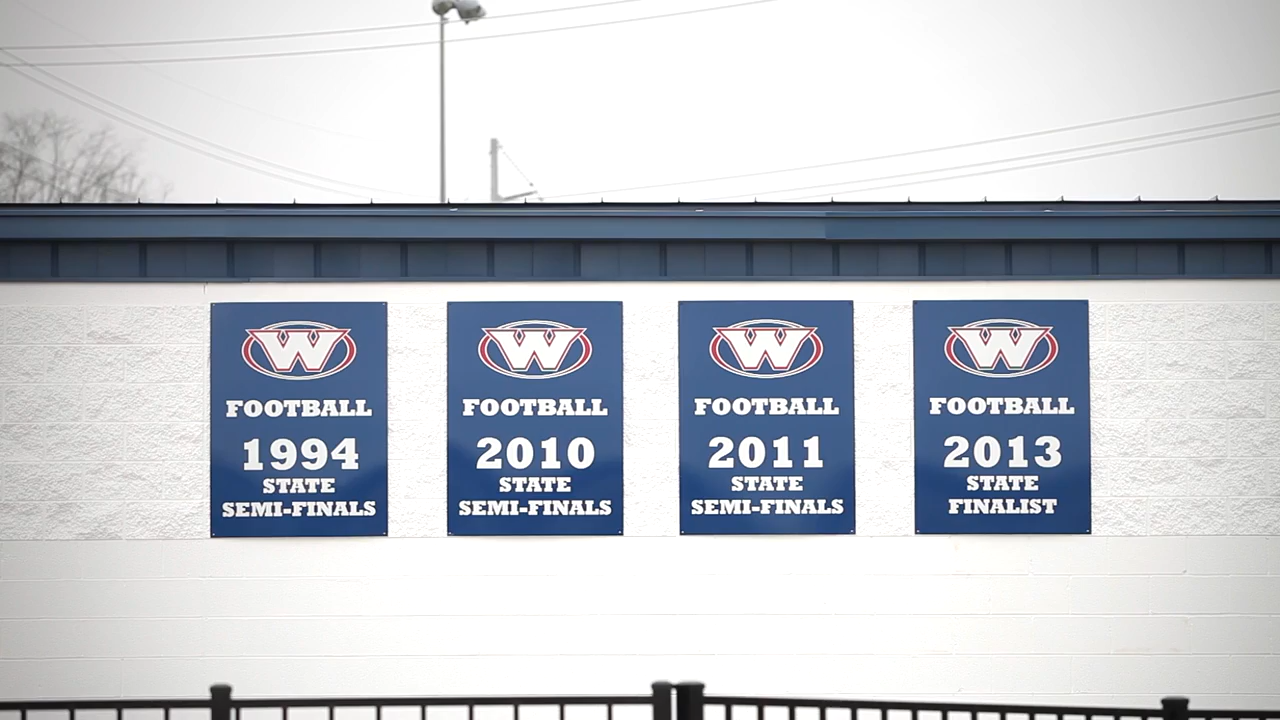 W
FOOTBALL
1994
STATE
SEMI-FINALS
W
FOOTBALL
2010
STATE
SEMI-FINALS
W
FOOTBALL
2011
STATE
SEMI-FINALS
W
FOOTBALL
2013
STATE
FINALIST